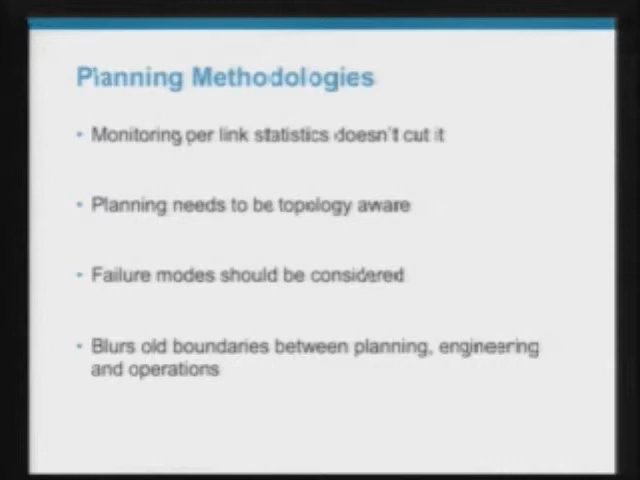 Planning Methodologies
• Monitoring per link statistics doesn't cut it
• Planning needs to be topology aware
• Failure modes should be considered
• Blurs old boundaries between planning, engineering
and operations